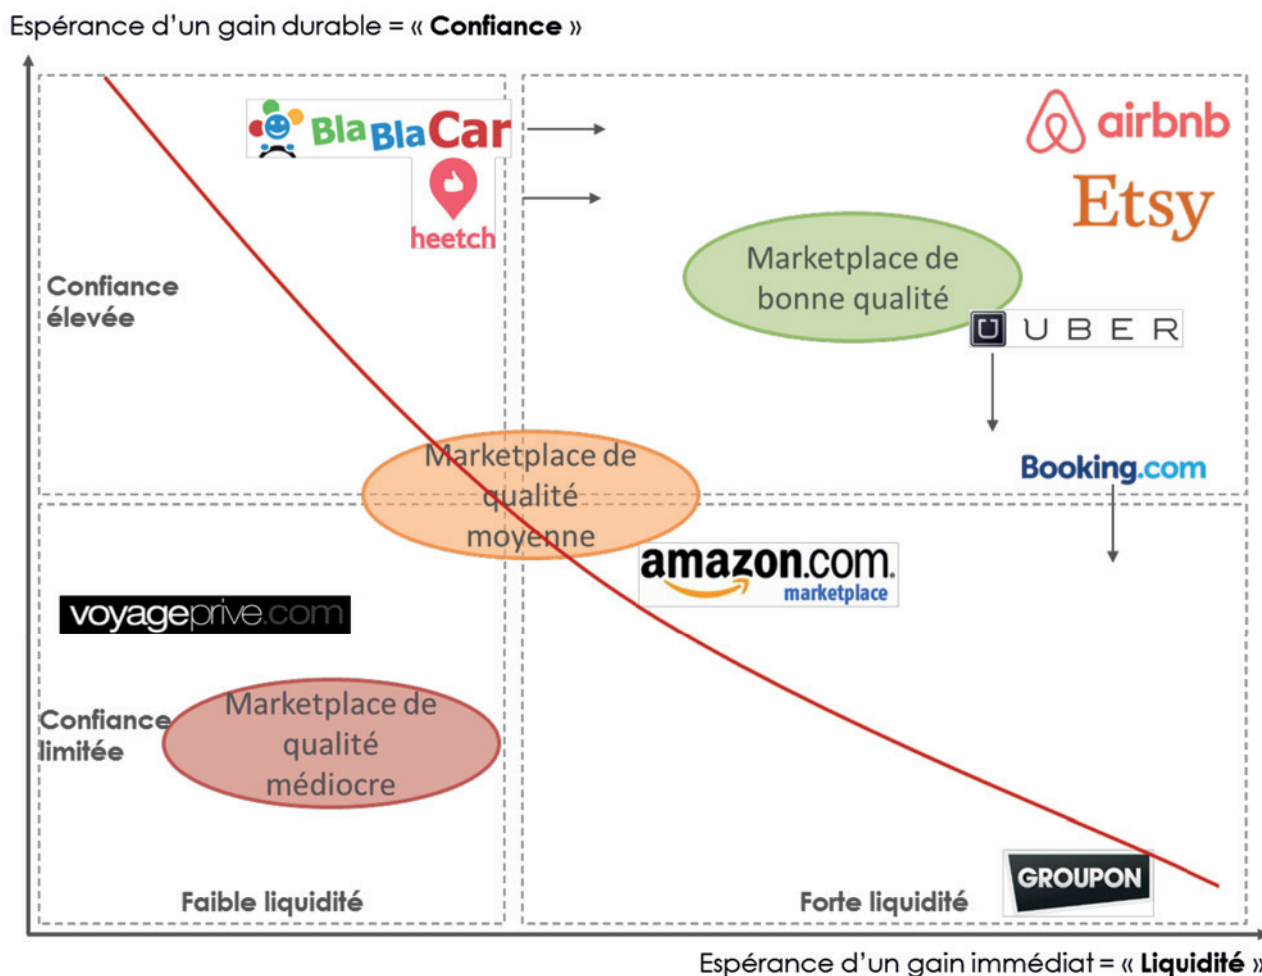 Espérance d’un gain durable = « Confiance »
BlaBlaCar
heetch
airbnb
Etsy
Confiance
élevée
Marketplace de
bonne qualité
UBER
Marketplace de
qualité
moyenne
Booking.com
amazon.com.
marketplace
voyageprive.com
Confiance
limitée
Marketplace de
qualité
médiocre
GROUPON
Faible liquidité
Forte liquidité
Espérance d’un gain immédiat = « Liquidité »